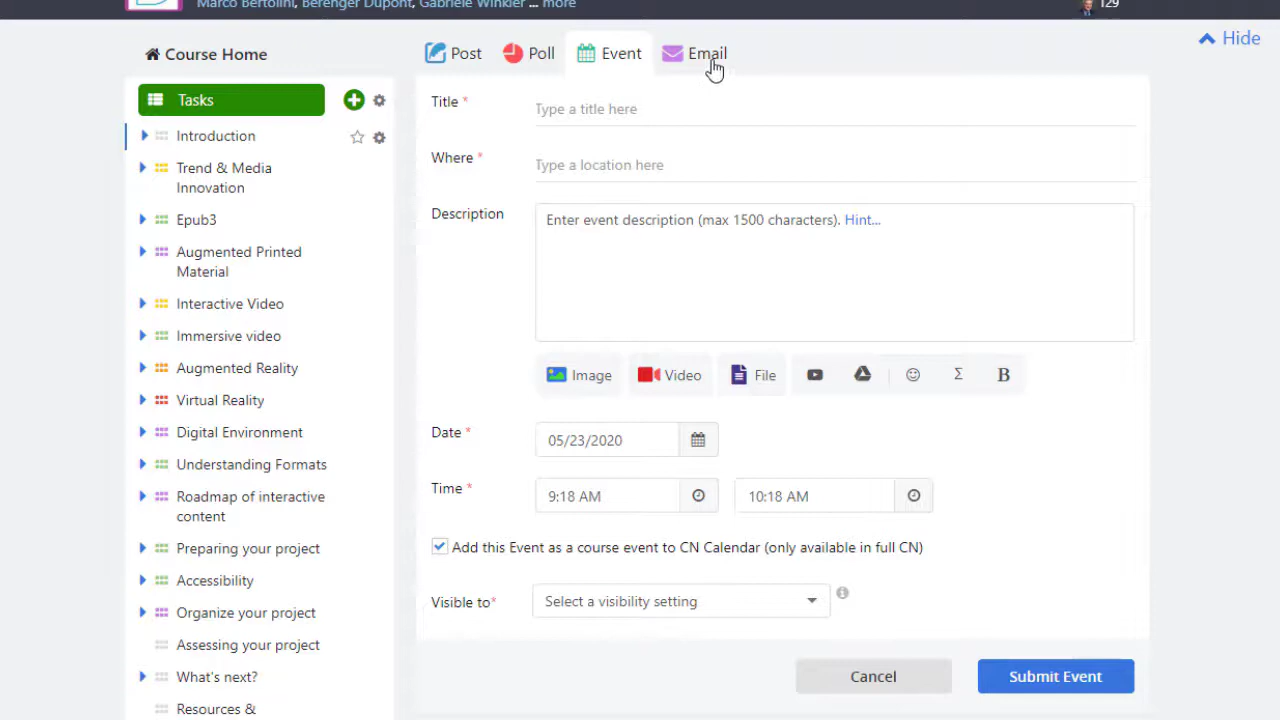 Marco Bertolini, Berenger Dupont, Gabriele Winkler ... more
129
Hide
Course Home
Post
Poll
Event
Email
Tasks
Introduction
Trend & Media
Innovation
Epub3
Augmented Printed
Material
Interactive Video
Immersive video
Augmented Reality
Virtual Reality
Digital Environment
Understanding Formats
Roadmap of interactive
content
Preparing your project
Accessibility
Organize your project
Assessing your project
What's next?
Resources &
Title *
Type a title here
Where *
Type a location here
Description
Enter event description (max 1500 characters). Hint...
Image
Video
File
Σ
B
Date *
05/23/2020
Time *
9:18 AM
10:18 AM
Add this Event as a course event to CN Calendar (only available in full CN)
Visible to*
Select a visibility setting
Cancel
Submit Event